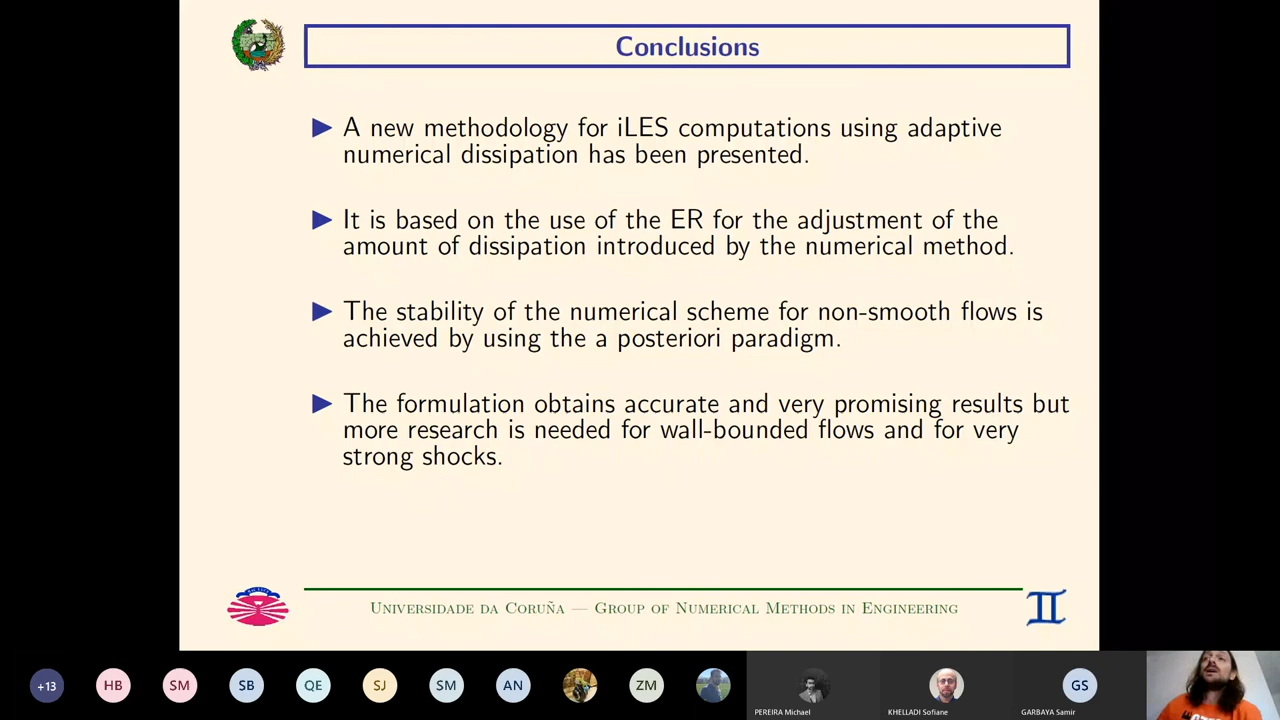 Conclusions
A new methodology for iLES computations using adaptive
numerical dissipation has been presented.
It is based on the use of the ER for the adjustment of the
amount of dissipation introduced by the numerical method.
The stability of the numerical scheme for non-smooth flows is
achieved by using the a posteriori paradigm.
The formulation obtains accurate and very promising results but
more research is needed for wall-bounded flows and for very
strong shocks.
Universidade da Coruña — Group of Numerical Methods in Engineering
+13 HB SM SB QE SJ SM AN ZM GS
PEREIRA Michael KHELLADI Sofiane GARBAYA Samir